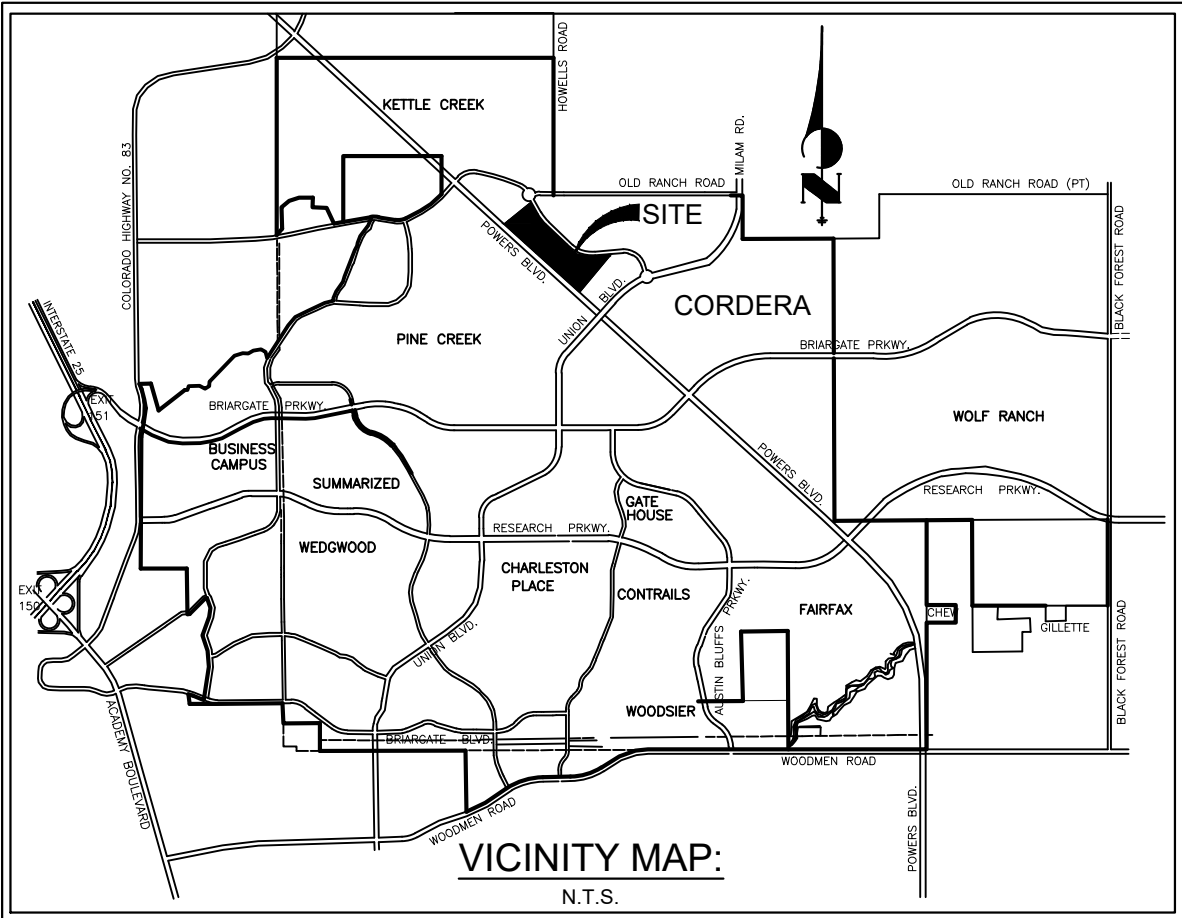 HOWELLS ROAD
KETTLE CREEK
COLORADO HIGHWAY NO. 83
MILAM RD.
N
OLD RANCH ROAD
OLD RANCH ROAD (PT)
SITE
POWERS BLVD.
BLACK FOREST ROAD
UNION BLVD.
CORDERA
INTERSTATE 25
PINE CREEK
BRIARGATE PRKWY.
EXIT
151
BRIARGATE PRKWY.
WOLF RANCH
BUSINESS
CAMPUS
POWERS BLVD.
SUMMARIZED
RESEARCH PRKWY.
GATE
HOUSE
RESEARCH PRKWY.
WEDGWOOD
CHARLESTON
PLACE
CONTRAILS
EXIT
150
AUSTIN BLUFFS PRKWY.
FAIRFAX
CHEV
GILLETTE
UNION BLVD.
BLACK FOREST ROAD
WOODSIER
ACADEMY BOULEVARD
BRIARGATE BLVD.
WOODMEN ROAD
WOODMEN ROAD
POWERS BLVD.
VICINITY MAP:
N.T.S.